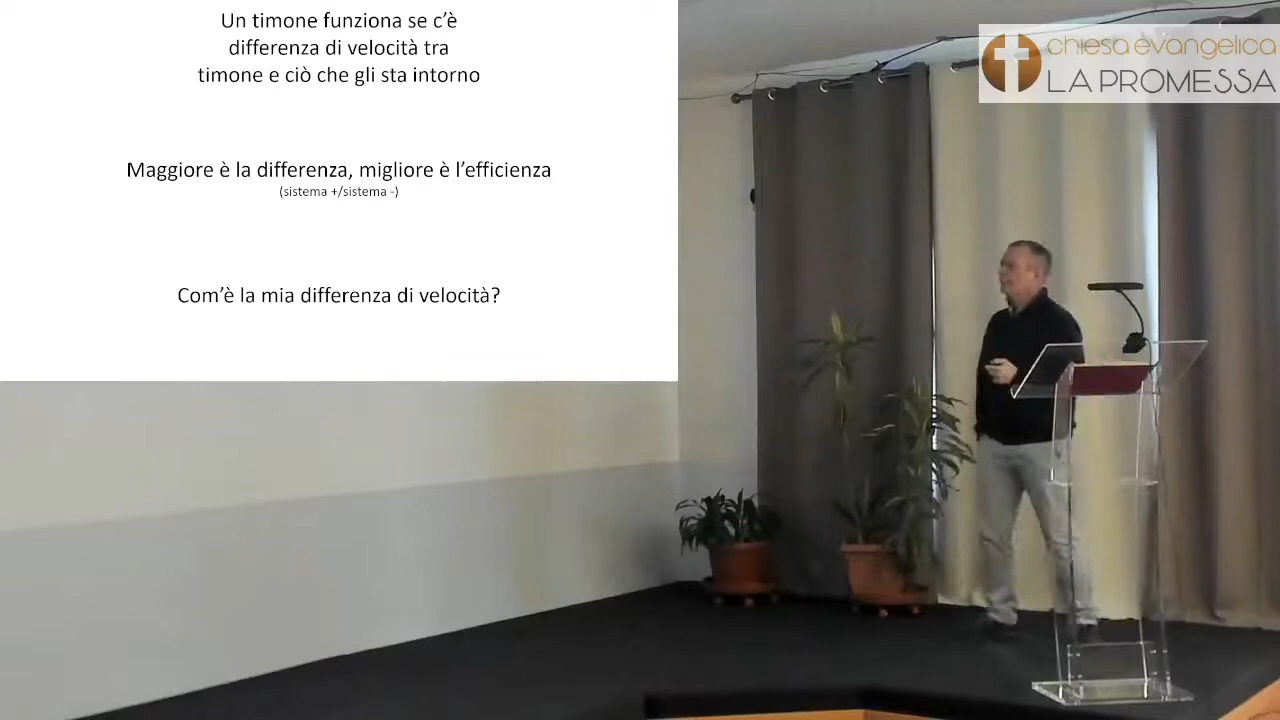 Un timone funziona se c’è
differenza di velocità tra
timone e ciò che gli sta intorno
Maggiore è la differenza, migliore è l’efficienza
(sistema +/sistema -)
Com’è la mia differenza di velocità?
chiesa evangelica
LA PROMESSA